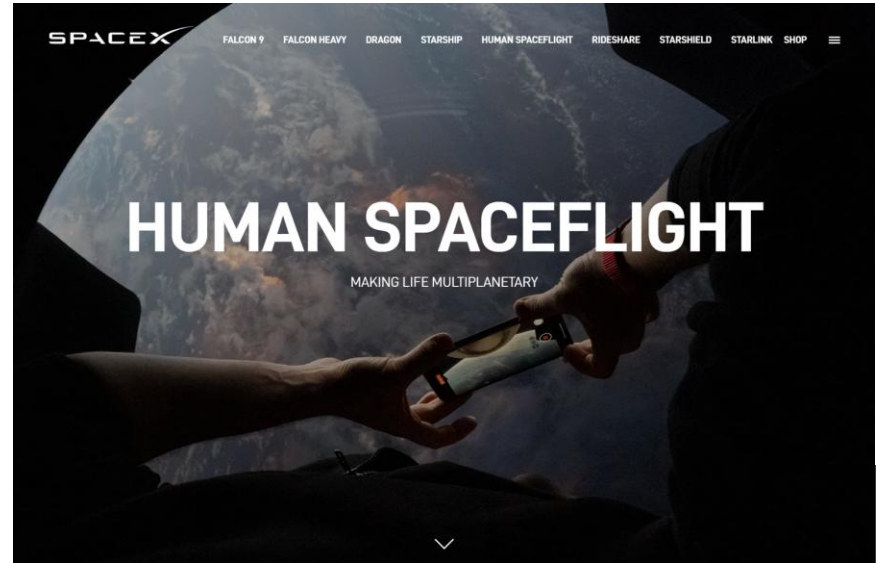 SPACEX
FALCON 9 FALCON HEAVY DRAGON STARSHIP HUMAN SPACEFLIGHT RIDESHARE STARSHIELD STARLINK SHOP
HUMAN SPACEFLIGHT
MAKING LIFE MULTIPLANETARY